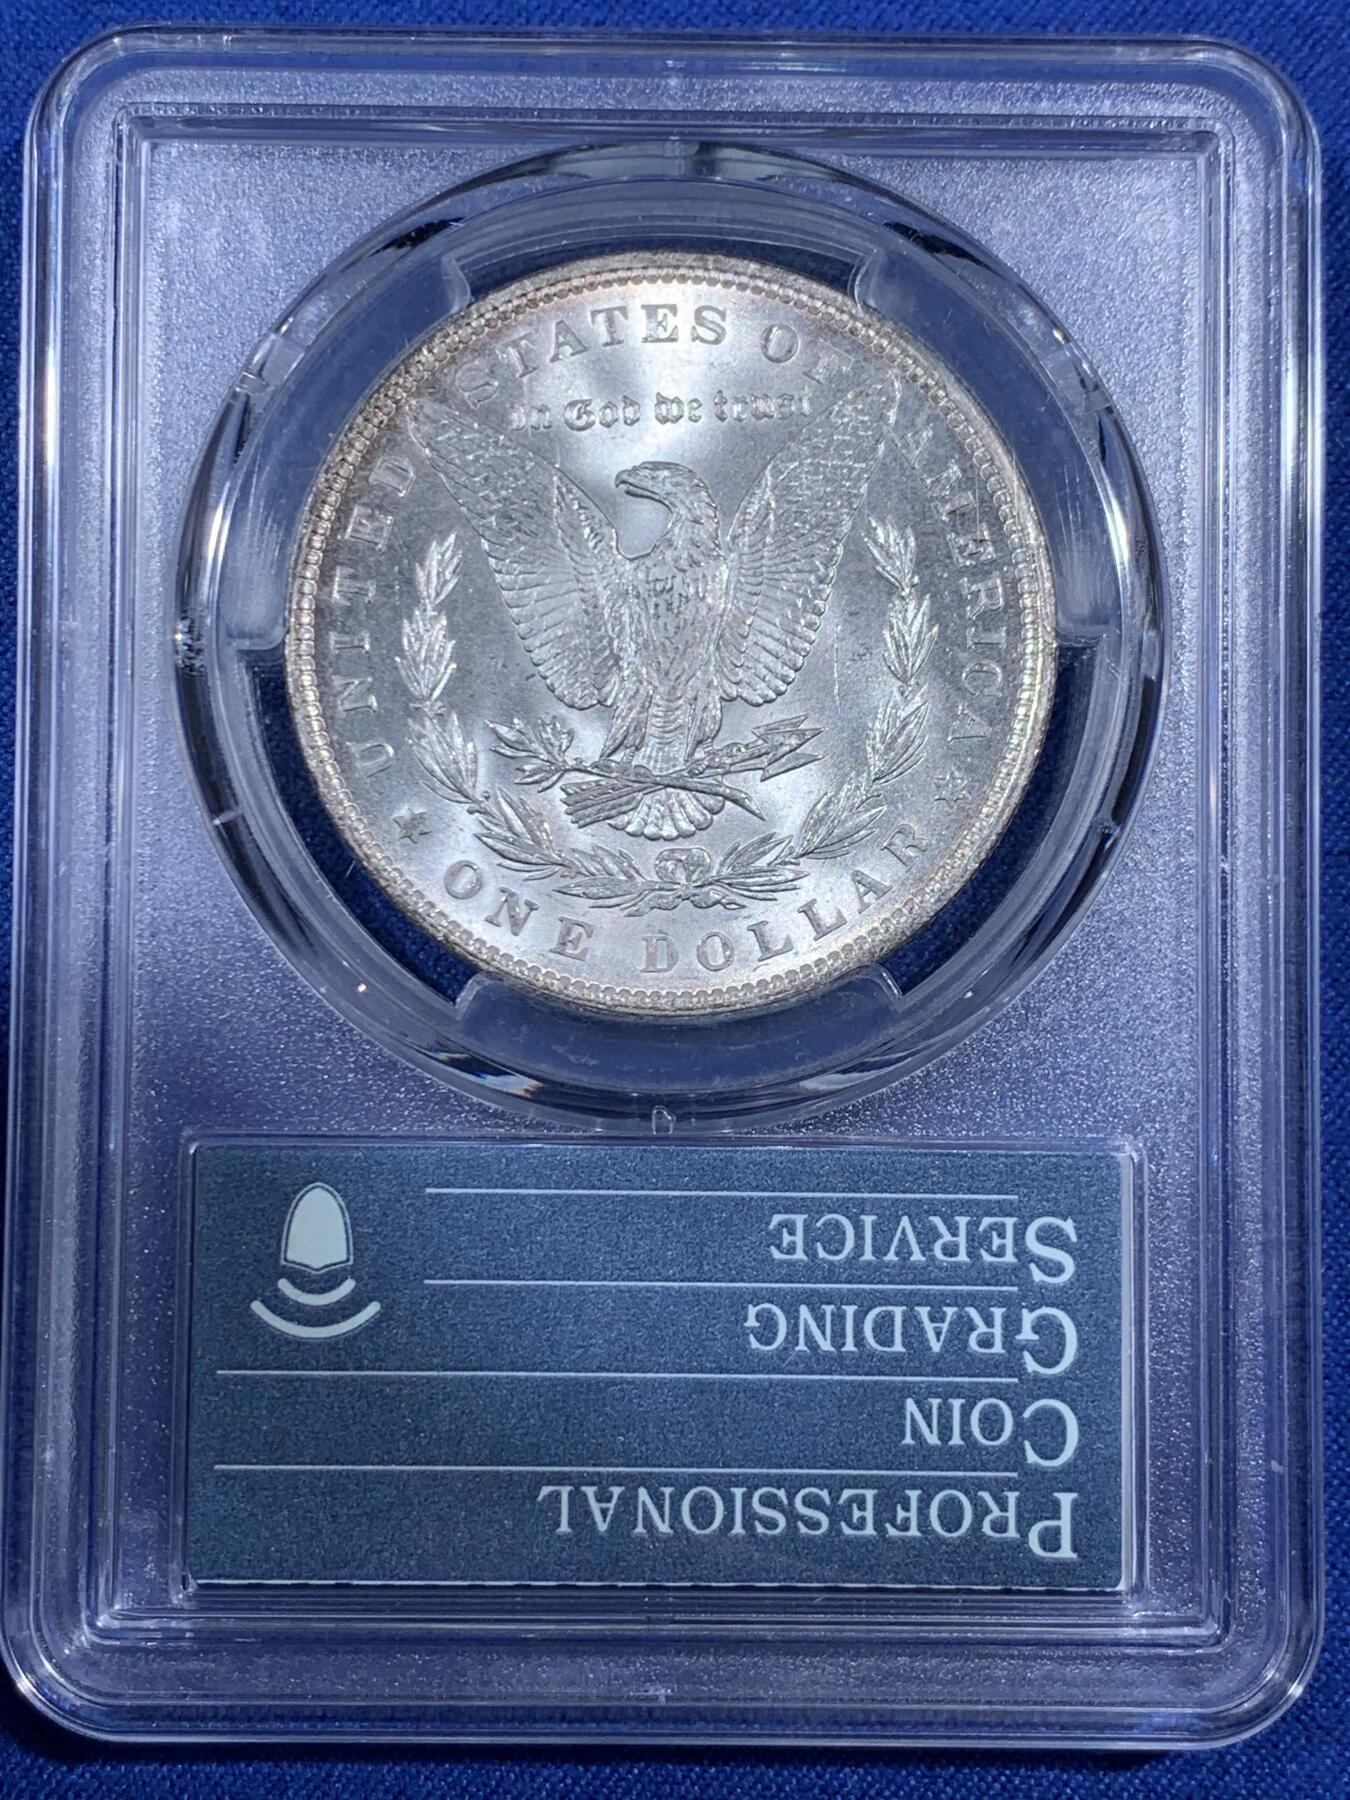 UNITED STATES OF AMERICA
In God we trust
ONE DOLLAR
PROFESSIONAL
COIN
GRADING
SERVICE